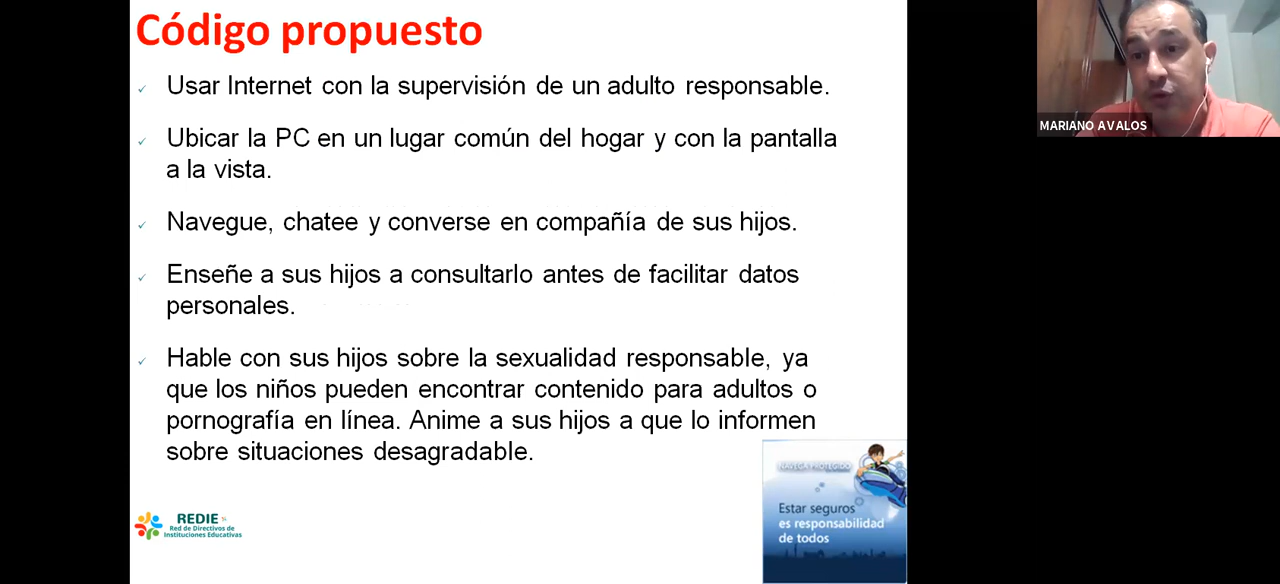 Código propuesto
Usar Internet con la supervisión de un adulto responsable.
Ubicar la PC en un lugar común del hogar y con la pantalla
a la vista.
Navegue, chatee y converse en compañía de sus hijos.
Enseñe a sus hijos a consultarlo antes de facilitar datos
personales.
Hable con sus hijos sobre la sexualidad responsable, ya
que los niños pueden encontrar contenido para adultos o
pornografía en línea. Anime a sus hijos a que lo informen
sobre situaciones desagradable.
MARIANO AVALOS
NAVEGA PROTEGIDO
Estar seguros
es responsabilidad
de todos
REDIE
Red de Directivos de
Instituciones Educativas